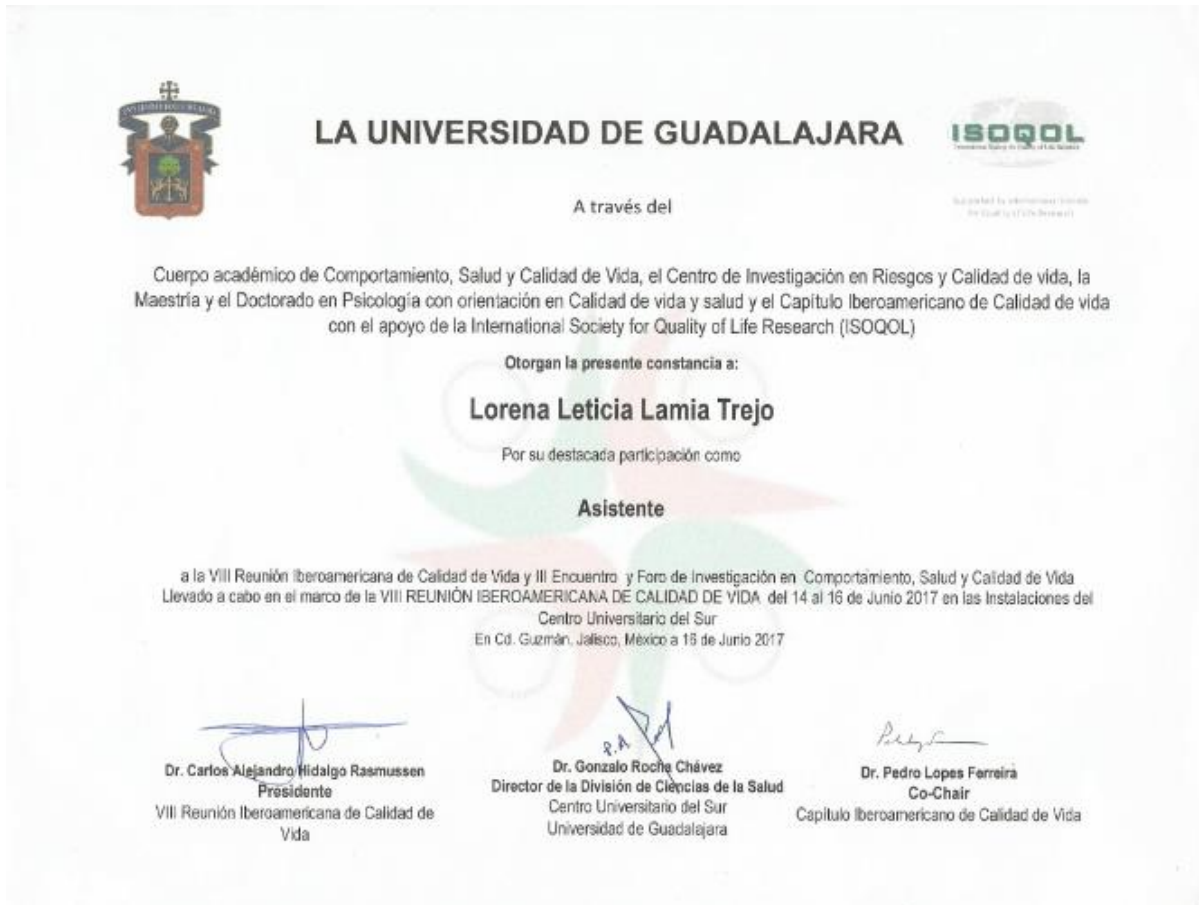 LA UNIVERSIDAD DE GUADALAJARA
ISOQOL
A través del
Cuerpo académico de Comportamiento, Salud y Calidad de Vida, el Centro de Investigación en Riesgos y Calidad de vida, la
Maestría y el Doctorado en Psicología con orientación en Calidad de vida y salud y el Capítulo Iberoamericano de Calidad de vida
con el apoyo de la International Society for Quality of Life Research (ISOQOL)
Otorgan la presente constancia a:
Lorena Leticia Lamia Trejo
Por su destacada participación como
Asistente
a la VIII Reunión Iberoamericana de Calidad de Vida y III Encuentro y Foro de Investigación en Comportamiento, Salud y Calidad de Vida
Llevado a cabo en el marco de la VIII REUNIÓN IBEROAMERICANA DE CALIDAD DE VIDA del 14 al 16 de Junio 2017 en las Instalaciones del
Centro Universitario del Sur
En Cd. Guzmán, Jalisco, México a 16 de Junio 2017
P.A
Dr. Carlos Alejandro Hidalgo Rasmussen
Presidente
VIII Reunión Iberoamericana de Calidad de
Vida
Dr. Gonzalo Rocha Chávez
Director de la División de Ciencias de la Salud
Centro Universitario del Sur
Universidad de Guadalajara
Dr. Pedro Lopes Ferreira
Co-Chair
Capítulo Iberoamericano de Calidad de Vida